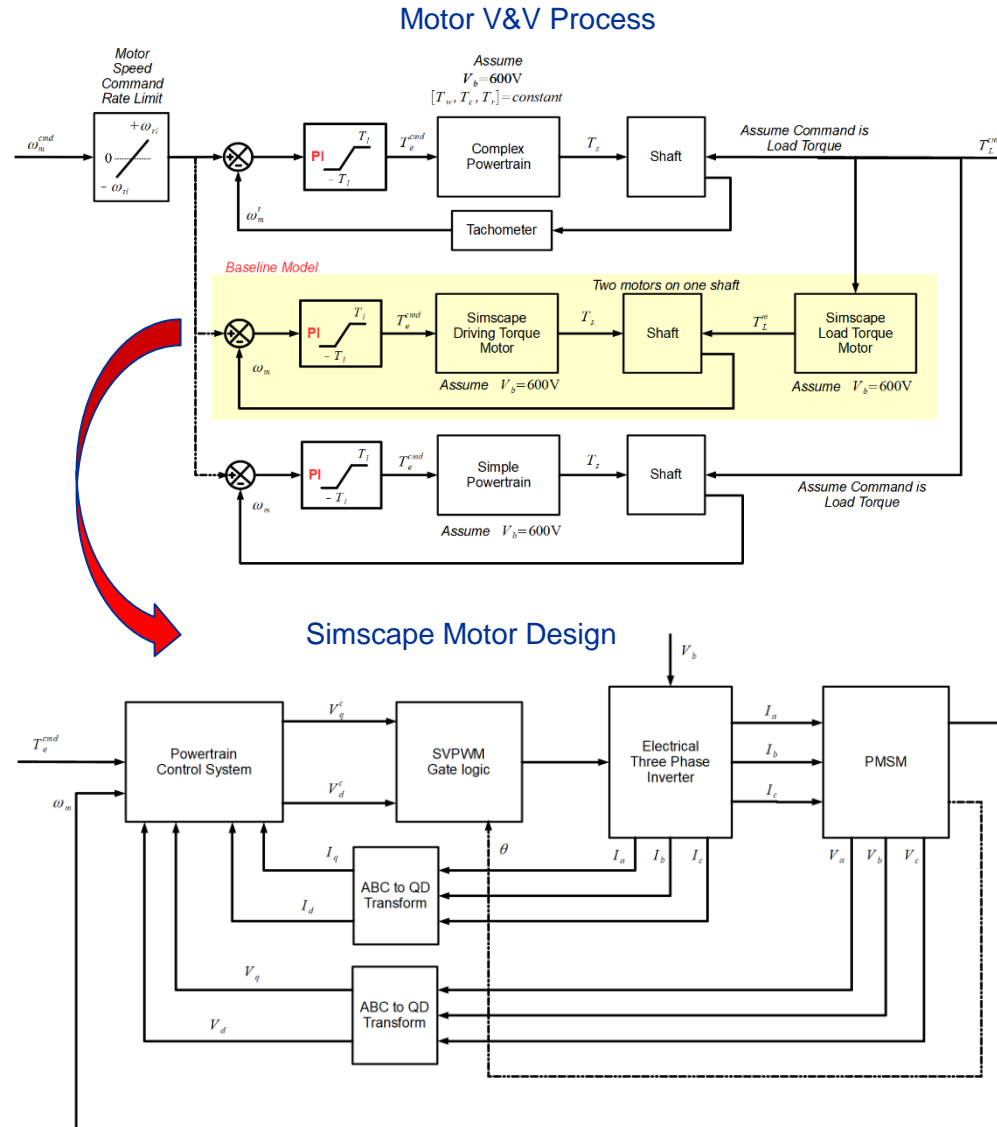 Motor V&V Process
Motor
Speed
Command
Rate Limit
Assume
V_b=600V
[T_w, T_c, T_r]=constant
ω_m^cmd
+ω_ri
0
- ω_ri
PI
T_l
- T_l
T_e^cmd
Complex
Powertrain
T_s
Shaft
Assume Command is
Load Torque
ω_m^t
Tachometer
Baseline Model
Two motors on one shaft
PI
T_l
- T_l
T_e^cmd
Simscape
Driving Torque
Motor
T_s
Shaft
T_L^m
Simscape
Load Torque
Motor
ω_m
Assume V_b=600V
Assume V_b=600V
PI
T_l
- T_l
T_e^cmd
Simple
Powertrain
T_s
Shaft
Assume Command is
Load Torque
ω_m
Assume V_b=600V
Simscape Motor Design
V_b
T_e^cmd
ω_m
Powertrain
Control System
V_q^c
V_d^c
SVPWM
Gate logic
Electrical
Three Phase
Inverter
I_a
I_b
I_c
PMSM
I_q
I_d
ABC to QD
Transform
θ
I_a I_b I_c
V_a V_b V_c
V_q
V_d
ABC to QD
Transform